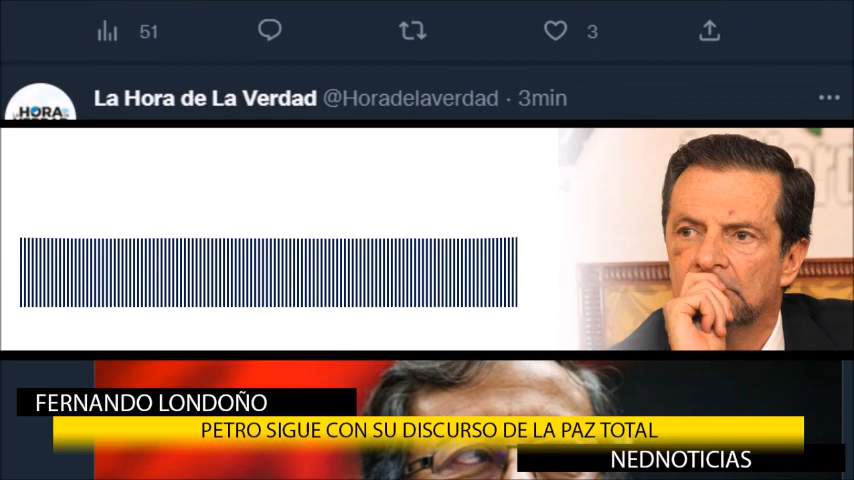 51
3
La Hora de La Verdad @Horadelaverdad · 3min
HORA
FERNANDO LONDOÑO
PETRO SIGUE CON SU DISCURSO DE LA PAZ TOTAL
NEDNOTICIAS